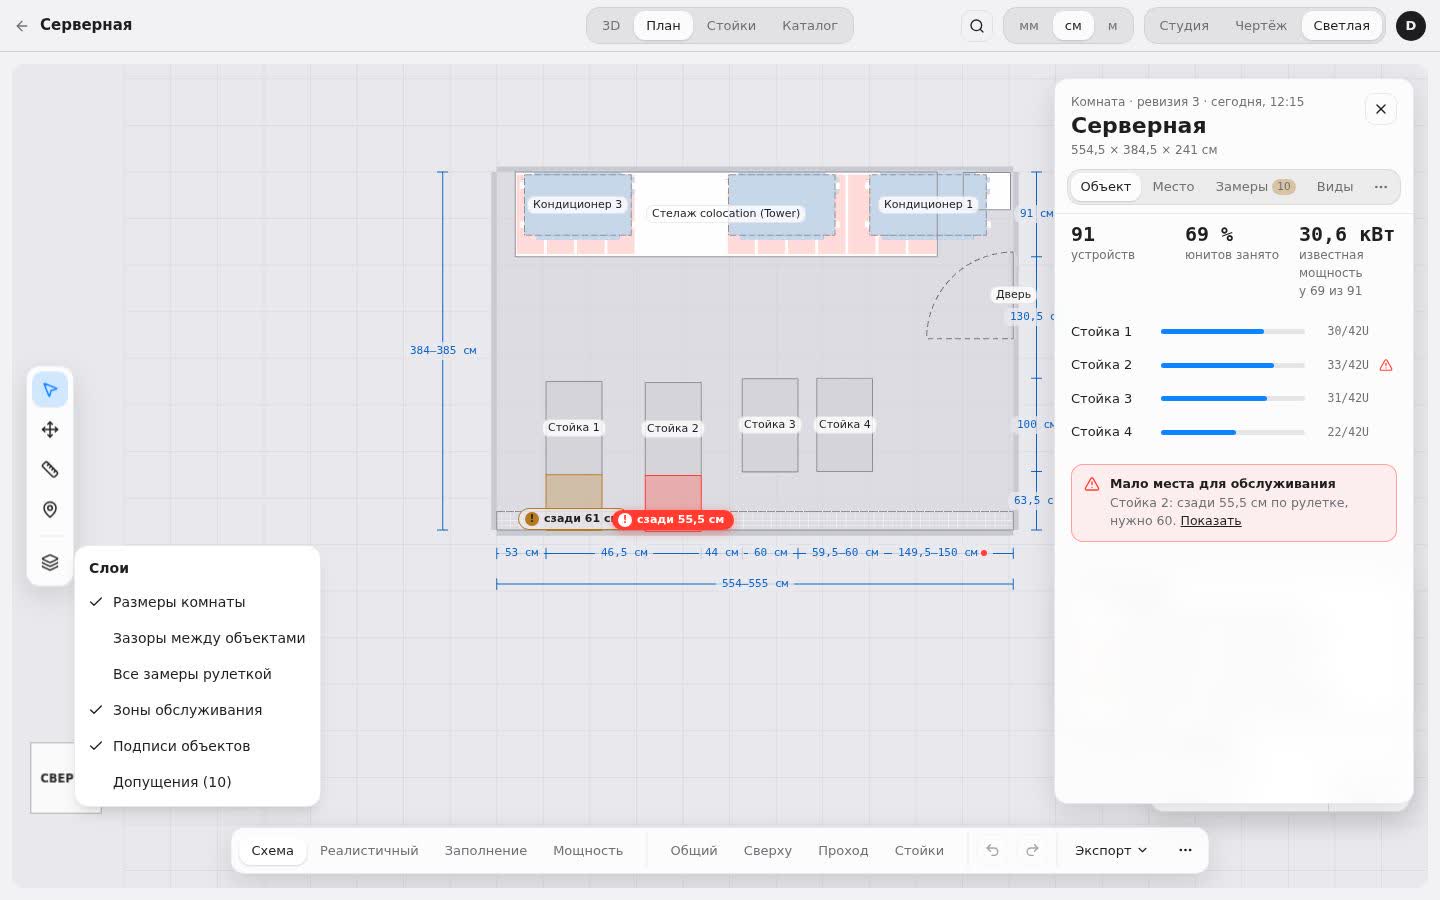 Серверная
3D План Стойки Каталог
мм см м
Студия Чертёж Светлая
D
Комната · ревизия 3 · сегодня, 12:15
Серверная
554,5 × 384,5 × 241 см
Объект Место Замеры 10 Виды
91 69 % 30,6 кВт
устройств юнитов занято известная
мощность
у 69 из 91
Стойка 1 30/42U
Стойка 2 33/42U
Стойка 3 31/42U
Стойка 4 22/42U
Мало места для обслуживания
Стойка 2: сзади 55,5 см по рулетке,
нужно 60. Показать
Кондиционер 3
Стелаж colocation (Tower)
Кондиционер 1
91 см
Дверь
130,5
384–385 см
Стойка 1
Стойка 2
Стойка 3
Стойка 4
100 см
63,5
! сзади 61
! сзади 55,5 см
53 см 46,5 см 44 см 60 см 59,5–60 см 149,5–150 см
554–555 см
Слои
Размеры комнаты
Зазоры между объектами
Все замеры рулеткой
Зоны обслуживания
Подписи объектов
Допущения (10)
СВЕР
Схема Реалистичный Заполнение Мощность Общий Сверху Проход Стойки Экспорт